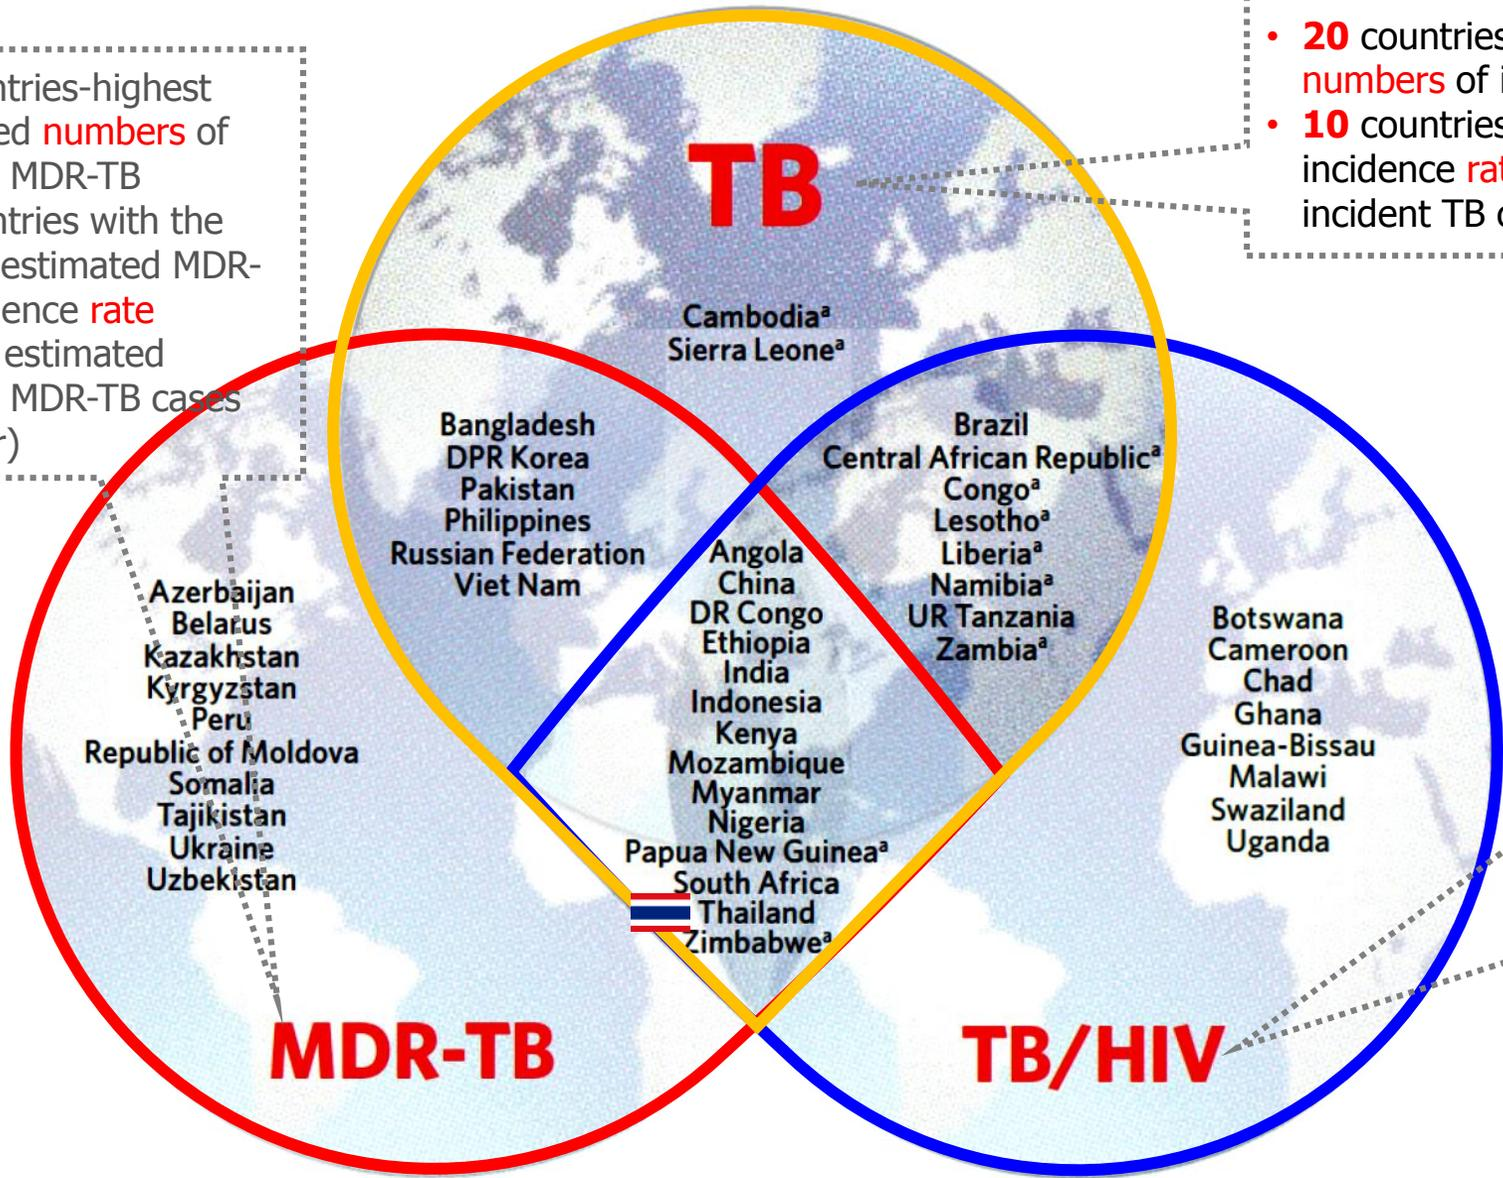 ntries-highest
ed numbers of
MDR-TB
ntries with the
estimated MDR-
ence rate
estimated
MDR-TB cases
r)
• 20 countries
numbers of i
• 10 countries
incidence rat
incident TB c
TB
Cambodiaª
Sierra Leoneª
Bangladesh
DPR Korea
Pakistan
Philippines
Russian Federation
Viet Nam
Brazil
Central African Republicª
Congoª
Lesothoª
Liberiaª
Namibiaª
UR Tanzania
Zambiaª
Angola
China
DR Congo
Ethiopia
India
Indonesia
Kenya
Mozambique
Myanmar
Nigeria
Papua New Guineaª
South Africa
Thailand
Zimbabweª
Azerbaijan
Belarus
Kazakhstan
Kyrgyzstan
Peru
Republic of Moldova
Somalia
Tajikistan
Ukraine
Uzbekistan
Botswana
Cameroon
Chad
Ghana
Guinea-Bissau
Malawi
Swaziland
Uganda
MDR-TB
TB/HIV